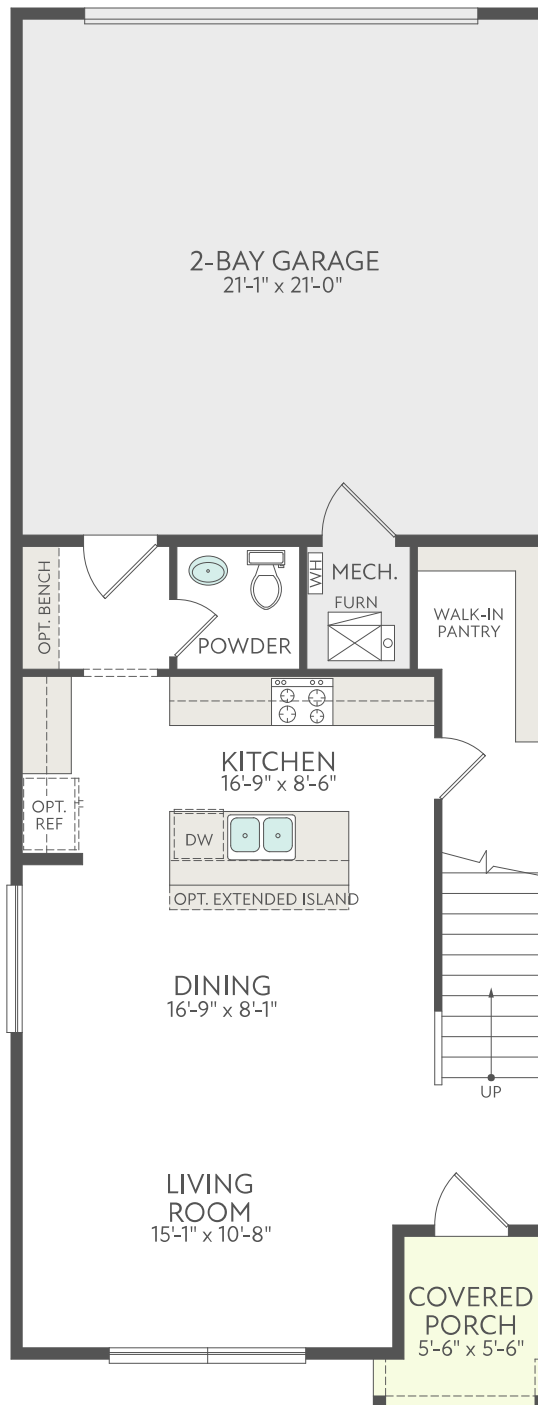 2-BAY GARAGE
21'-1" x 21'-0"
OPT. BENCH
POWDER
WH
MECH.
FURN
WALK-IN
PANTRY
KITCHEN
16'-9" x 8'-6"
OPT.
REF
DW
OPT. EXTENDED ISLAND
DINING
16'-9" x 8'-1"
UP
LIVING
ROOM
15'-1" x 10'-8"
COVERED
PORCH
5'-6" x 5'-6"